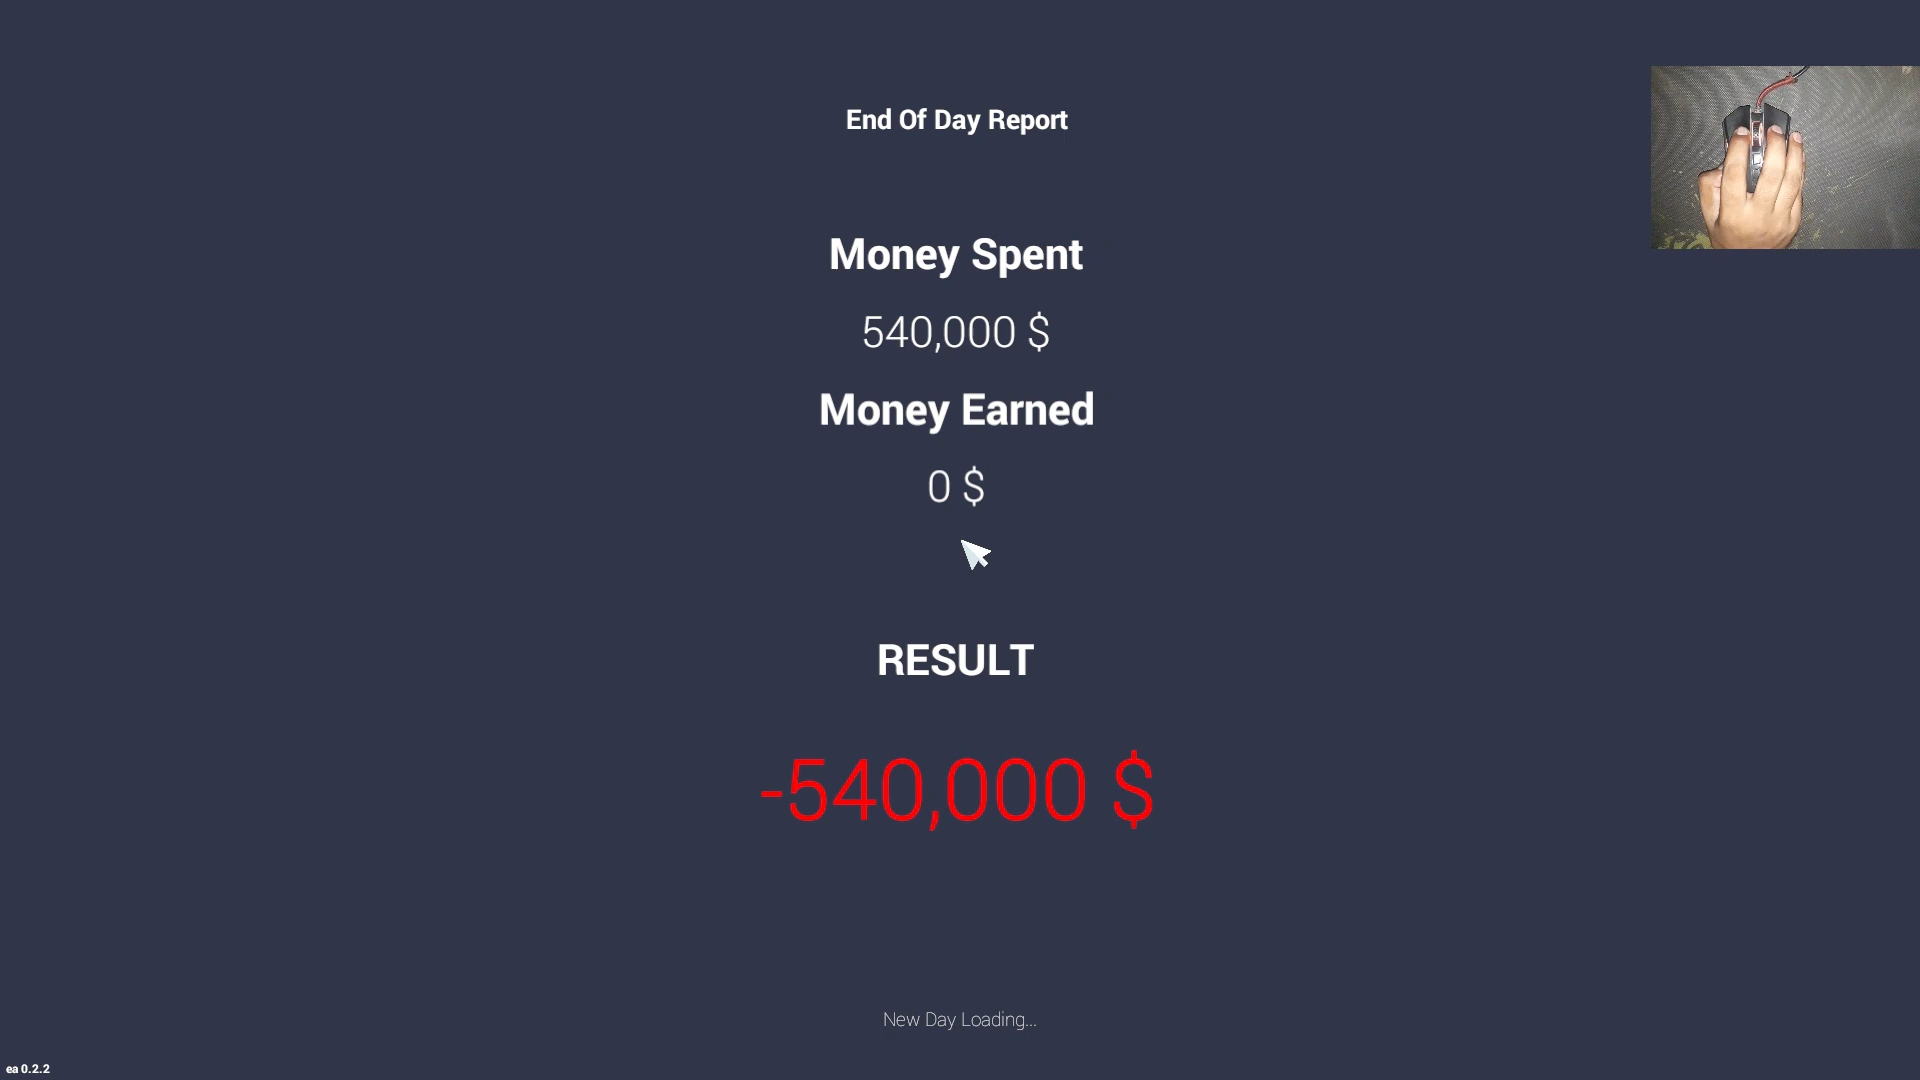 End Of Day Report
Money Spent
540,000 $
Money Earned
0 $
RESULT
-540,000 $
New Day Loading...
ea 0.2.2